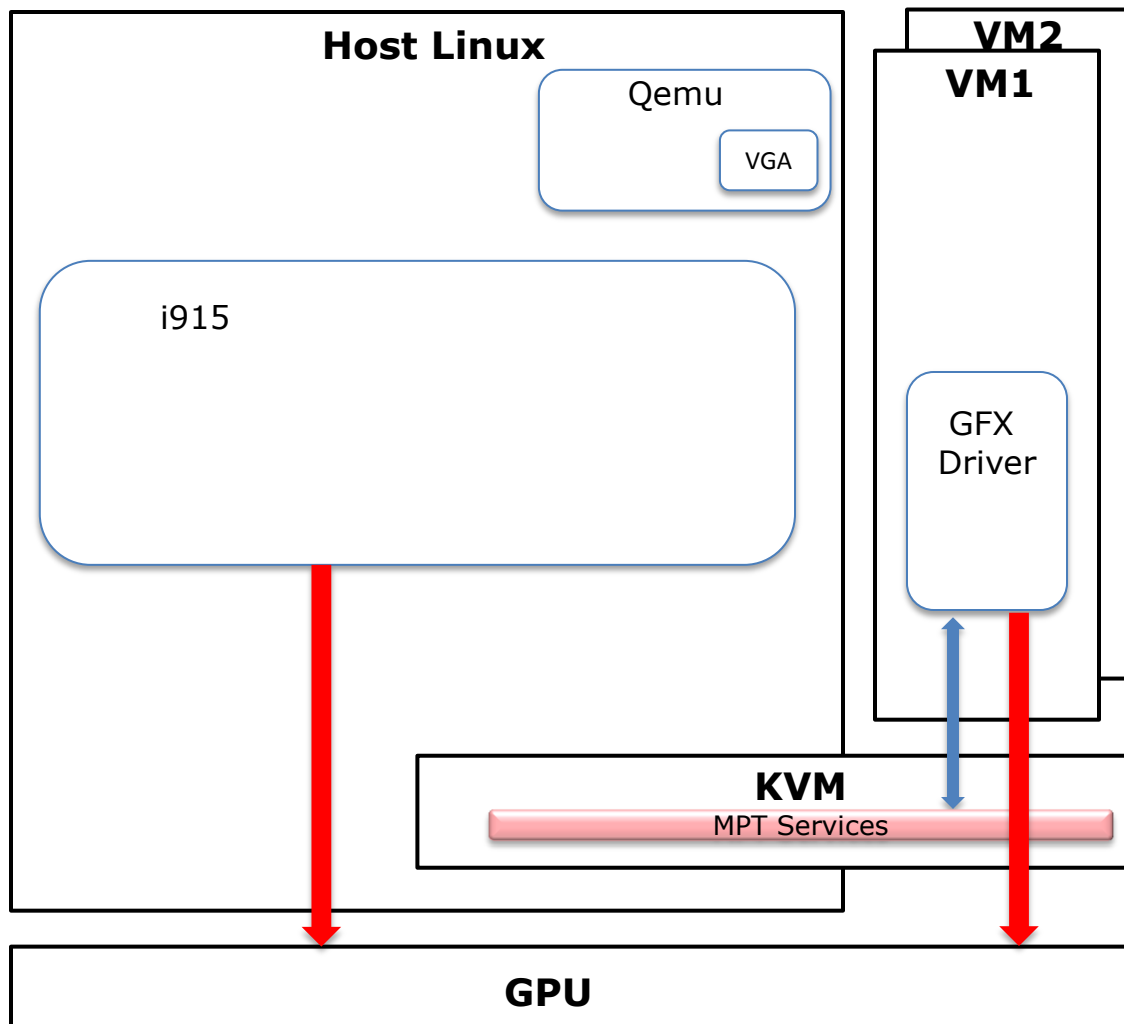 Host Linux
VM2
VM1
Qemu
VGA
i915
GFX
Driver
KVM
MPT Services
GPU